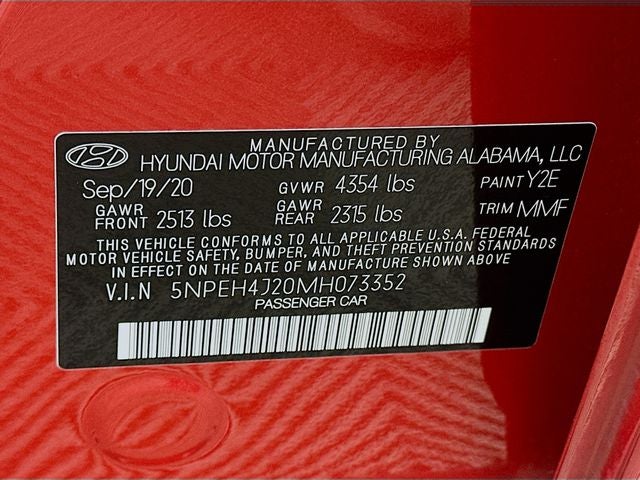 MANUFACTURED BY
HYUNDAI MOTOR MANUFACTURING ALABAMA, LLC
Sep/19/20 GVWR 4354 lbs PAINT Y2E
GAWR FRONT 2513 lbs GAWR REAR 2315 lbs TRIM MMF
THIS VEHICLE CONFORMS TO ALL APPLICABLE U.S.A. FEDERAL
MOTOR VEHICLE SAFETY, BUMPER, AND THEFT PREVENTION STANDARDS
IN EFFECT ON THE DATE OF MANUFACTURE SHOWN ABOVE.
V.I.N 5NPEH4J20MH073352
PASSENGER CAR